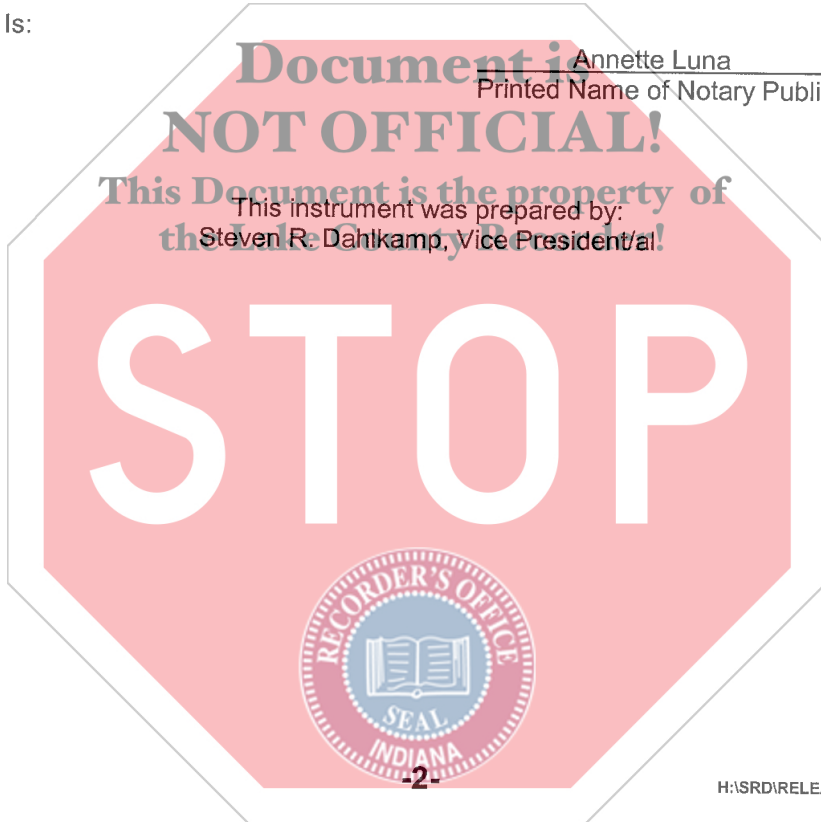 ls:
Document is
Annette Luna
Printed Name of Notary Publi
NOT OFFICIAL!
This Document is the property of
This instrument was prepared by:
the Lake County Recorder!
Steven R. Dahlkamp, Vice President/al
STOP
RECORDER'S OFFICE
SEAL
INDIANA
-2-
H:\SRD\RELE